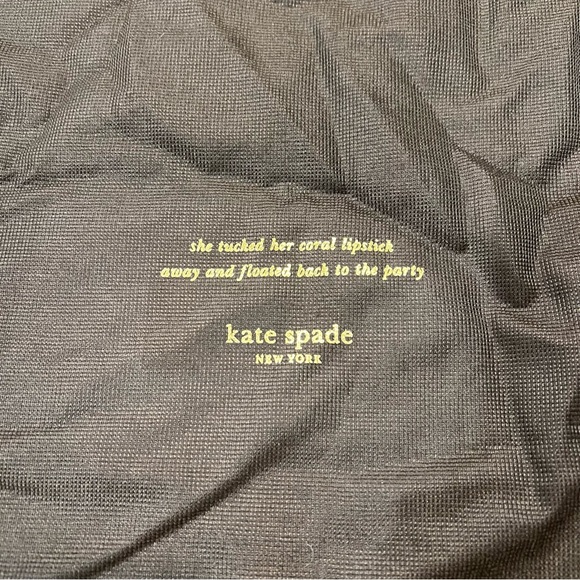 she tucked her coral lipstick
away and floated back to the party
kate spade
NEW YORK